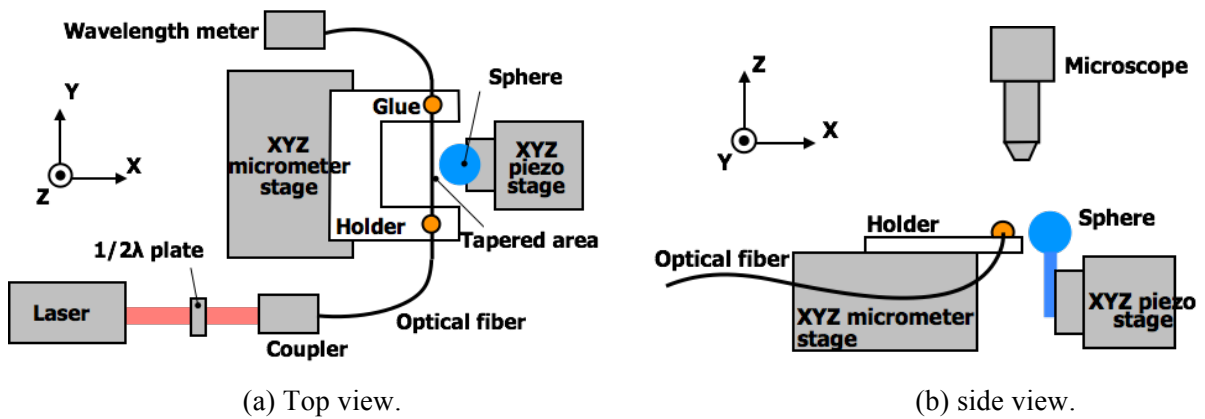 Wavelength meter
Y
X
Z
Sphere
Glue
XYZ
micrometer
stage
XYZ
piezo
stage
Holder
Tapered area
1/2λ plate
Laser
Coupler
Optical fiber
(a) Top view.
Z
X
Y
Microscope
Holder
Sphere
Optical fiber
XYZ micrometer
stage
XYZ piezo
stage
(b) side view.